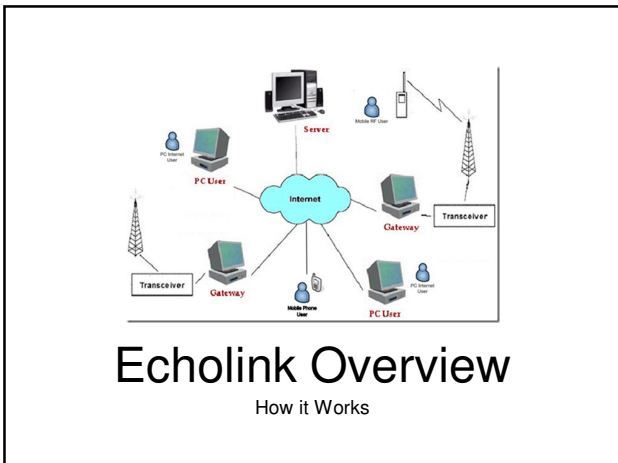 Server
Mobile RF User
PC Internet
User
PC User
Internet
Gateway
Transceiver
Transceiver
Gateway
Mobile Phone
User
PC User
PC Internet
User
Echolink Overview
How it Works